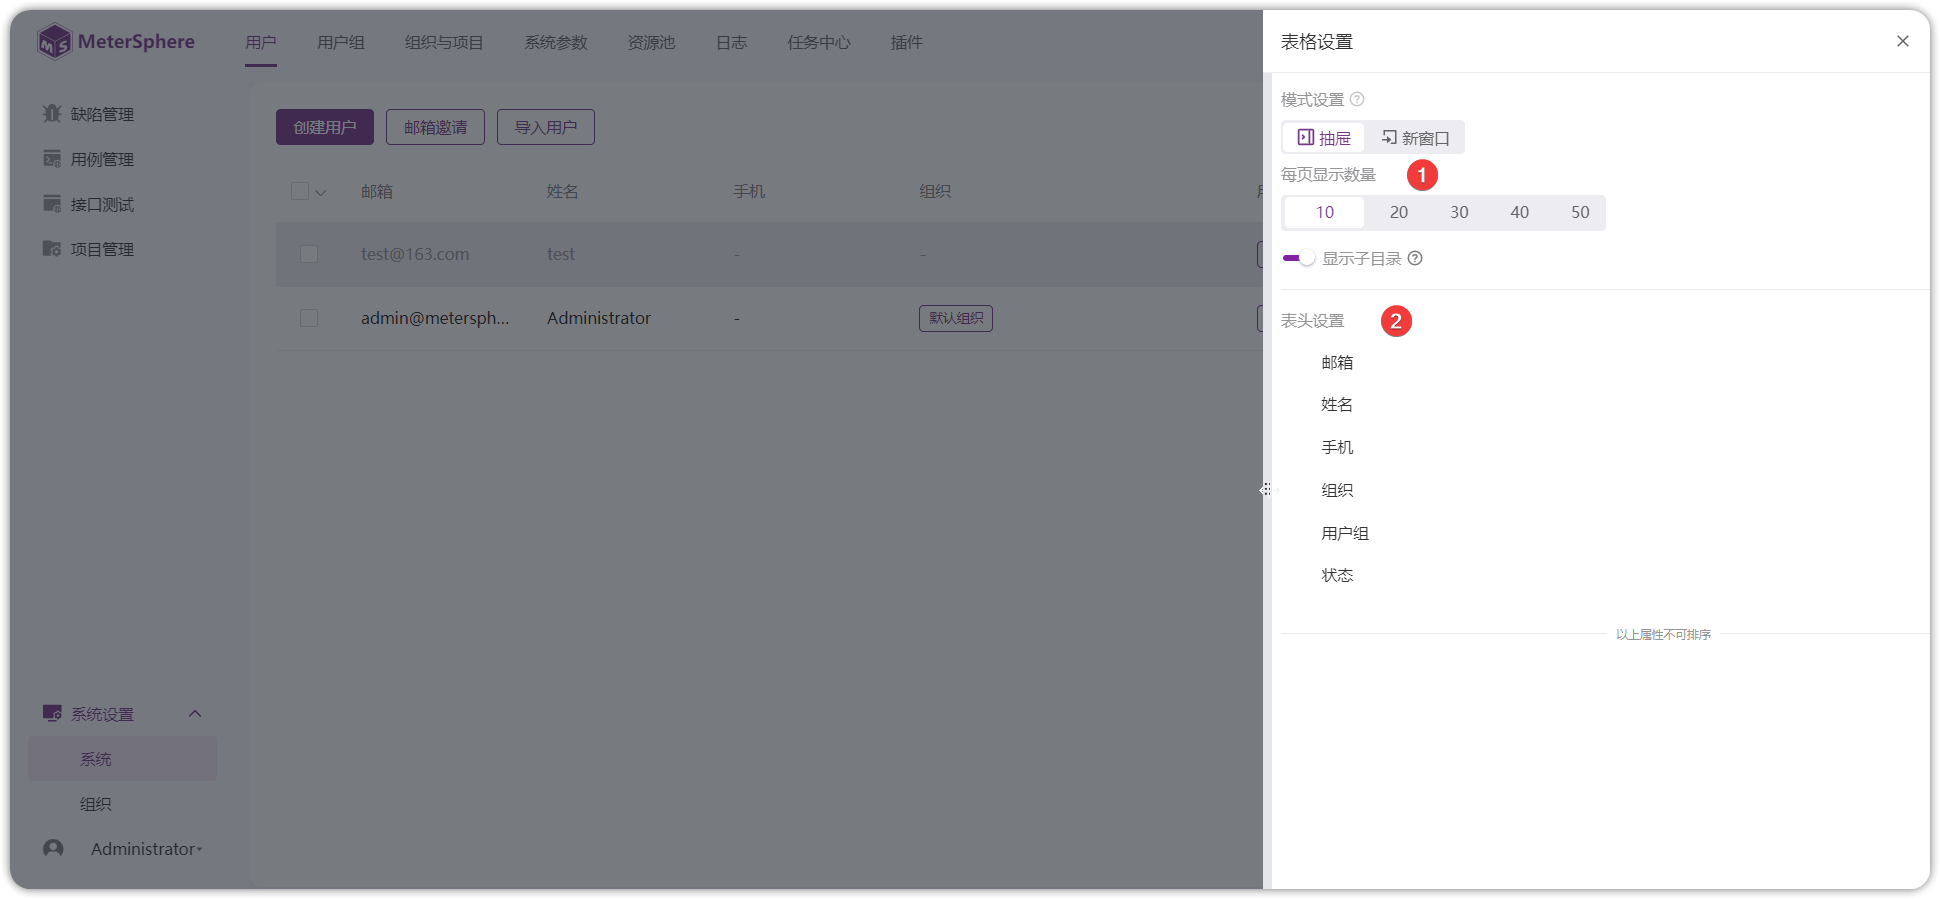 MeterSphere
用户 用户组 组织与项目 系统参数 资源池 日志 任务中心 插件
缺陷管理
用例管理
接口测试
项目管理
系统设置
系统
组织
Administrator
创建用户 邮箱邀请 导入用户
邮箱 姓名 手机 组织
test@163.com test - -
admin@metersph... Administrator - 默认组织
表格设置
模式设置
抽屉 新窗口
每页显示数量 1
10 20 30 40 50
显示子目录
表头设置 2
邮箱
姓名
手机
组织
用户组
状态
以上属性不可排序